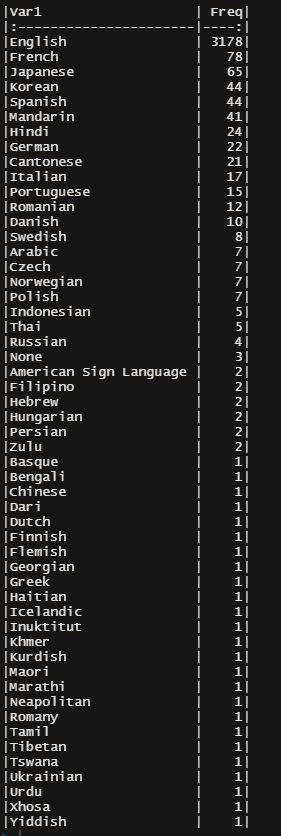 |Var1                   | Freq|
|:----------------------|----:|
|English                | 3178|
|French                 |   78|
|Japanese               |   65|
|Korean                 |   44|
|Spanish                |   44|
|Mandarin               |   41|
|Hindi                  |   24|
|German                 |   22|
|Cantonese              |   21|
|Italian                |   17|
|Portuguese             |   15|
|Romanian               |   12|
|Danish                 |   10|
|Swedish                |    8|
|Arabic                 |    7|
|Czech                  |    7|
|Norwegian              |    7|
|Polish                 |    7|
|Indonesian             |    5|
|Thai                   |    5|
|Russian                |    4|
|None                   |    3|
|American Sign Language |    2|
|Filipino               |    2|
|Hebrew                 |    2|
|Hungarian              |    2|
|Persian                |    2|
|Zulu                   |    2|
|Basque                 |    1|
|Bengali                |    1|
|Chinese                |    1|
|Dari                   |    1|
|Dutch                  |    1|
|Finnish                |    1|
|Flemish                |    1|
|Georgian               |    1|
|Greek                  |    1|
|Haitian                |    1|
|Icelandic              |    1|
|Inuktitut              |    1|
|Khmer                  |    1|
|Kurdish                |    1|
|Maori                  |    1|
|Marathi                |    1|
|Neapolitan             |    1|
|Romany                 |    1|
|Tamil                  |    1|
|Tibetan                |    1|
|Tswana                 |    1|
|Ukrainian              |    1|
|Urdu                   |    1|
|Xhosa                  |    1|
|Yiddish                |    1|